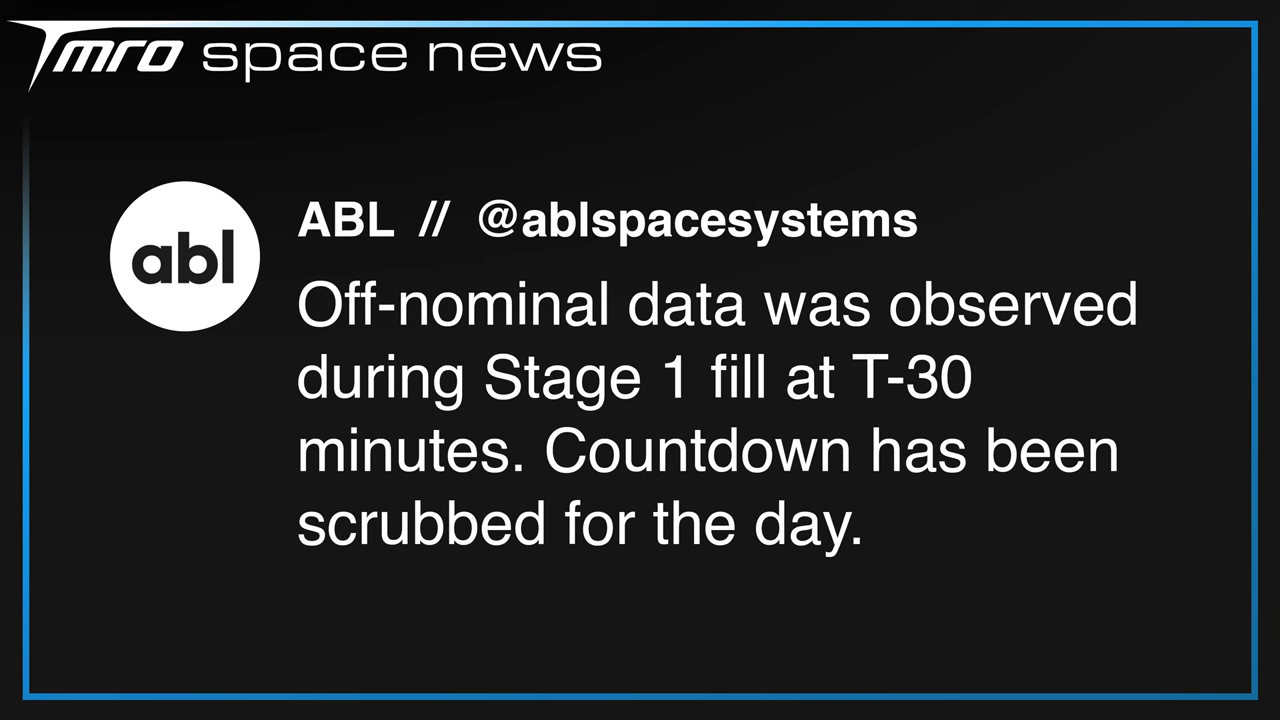 Tmro space news
abl
ABL // @ablspacesystems
Off-nominal data was observed
during Stage 1 fill at T-30
minutes. Countdown has been
scrubbed for the day.